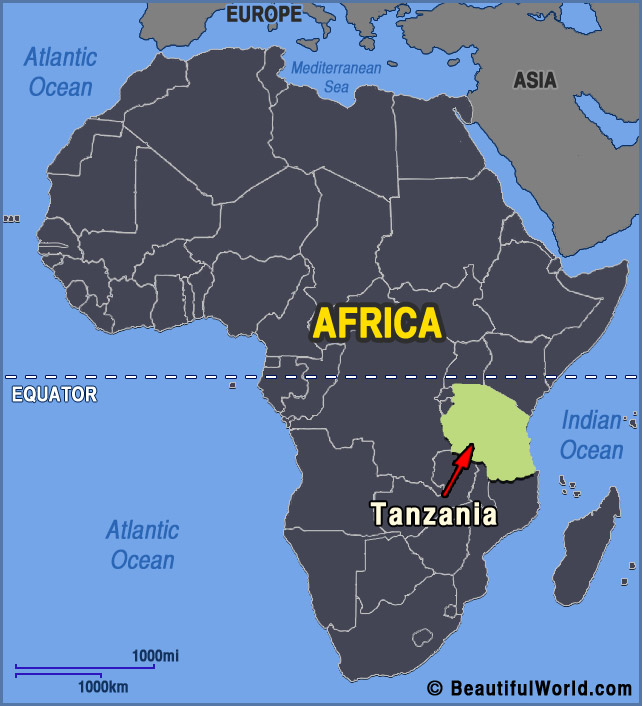 EUROPE
Atlantic
Ocean
Mediterranean
Sea
ASIA
AFRICA
EQUATOR
Indian
Ocean
Tanzania
Atlantic
Ocean
1000mi
1000km
© BeautifulWorld.com